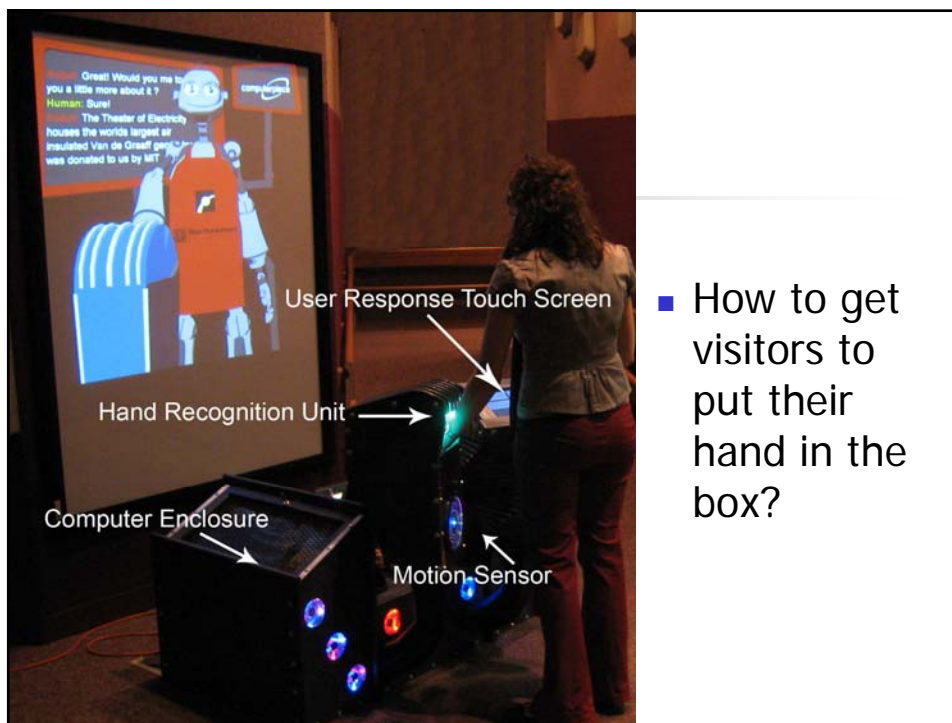 Great! Would you me to
you a little more about it ?
Human: Sure!
The Theater of Electricity
houses the worlds largest air
insulated Van de Graaff
was donated to us by MIT
computerplace
User Response Touch Screen
Hand Recognition Unit
Computer Enclosure
Motion Sensor
How to get
visitors to
put their
hand in the
box?